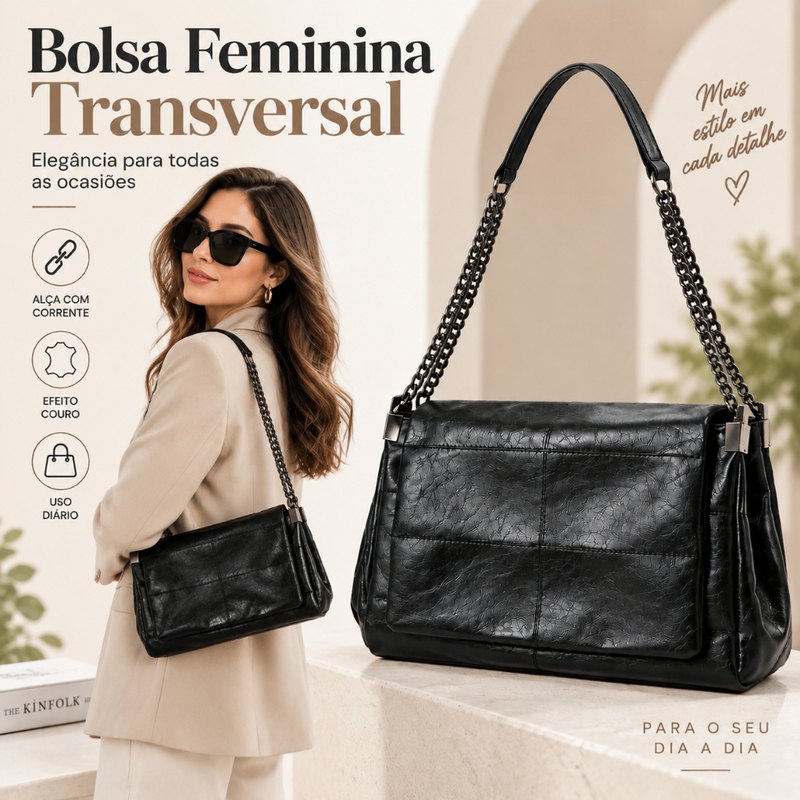 Bolsa Feminina
Transversal
Elegância para todas
as ocasiões
ALÇA COM
CORRENTE
EFEITO
COURO
USO
DIÁRIO
Mais
estilo em
cada detalhe
THE KINFOLK
PARA O SEU
DIA A DIA